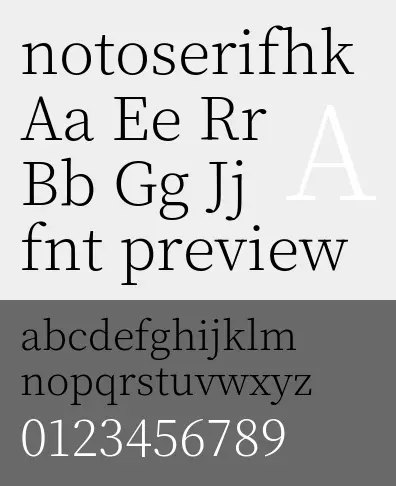 notoserifhk
Aa Ee Rr
A
Bb Gg Jj
fnt preview
abcdefghijklm
nopqrstuvwxyz
0123456789